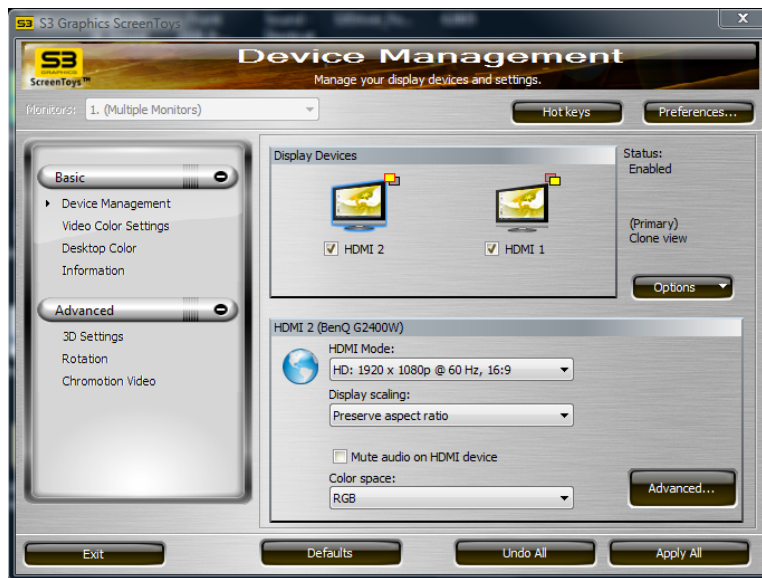 S3 S3 Graphics ScreenToys
X
S3
GRAPHICS
ScreenToys™
Device Management
Manage your display devices and settings.
Monitors: 1. (Multiple Monitors)
Hot keys
Preferences...
Basic
Device Management
Video Color Settings
Desktop Color
Information
Advanced
3D Settings
Rotation
Chromotion Video
Display Devices
HDMI 2
HDMI 1
Status:
Enabled
(Primary)
Clone view
Options
HDMI 2 (BenQ G2400W)
HDMI Mode:
HD: 1920 x 1080p @ 60 Hz, 16:9
Display scaling:
Preserve aspect ratio
Mute audio on HDMI device
Color space:
RGB
Advanced...
Exit
Defaults
Undo All
Apply All